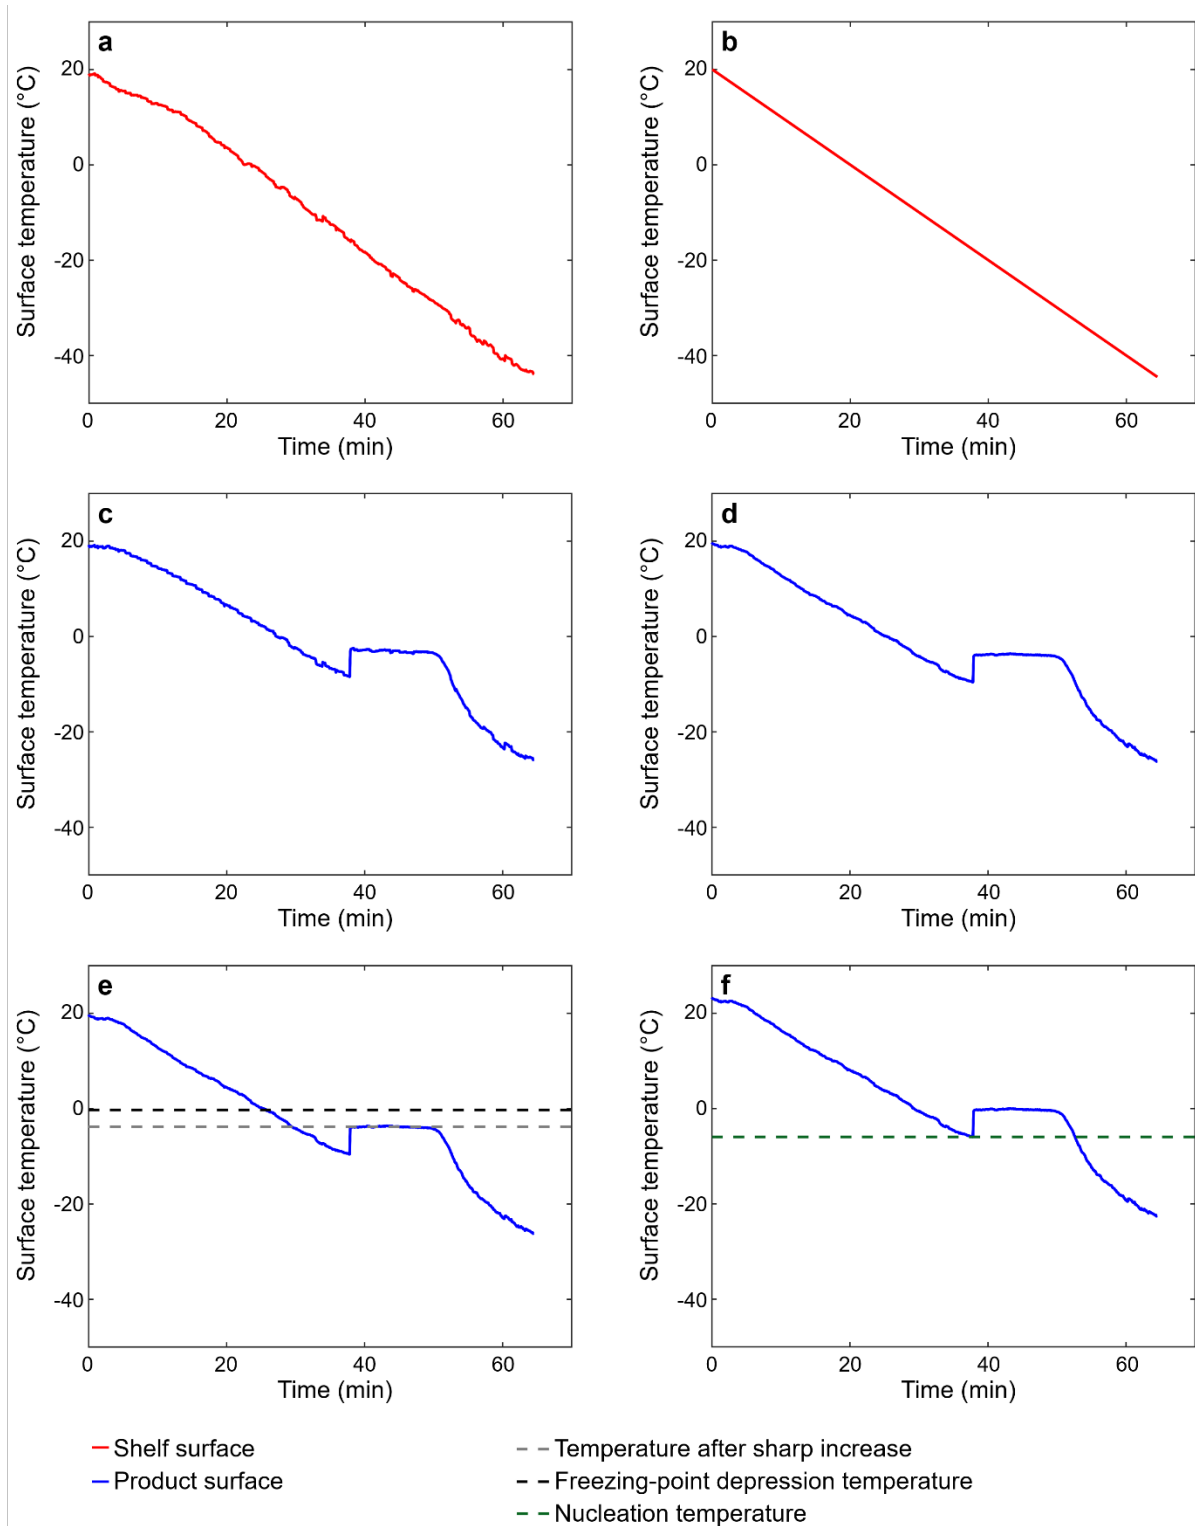 a
Surface temperature (°C)
20
0
-20
-40
0 20 40 60
Time (min)
b
Surface temperature (°C)
20
0
-20
-40
0 20 40 60
Time (min)
c
Surface temperature (°C)
20
0
-20
-40
0 20 40 60
Time (min)
d
Surface temperature (°C)
20
0
-20
-40
0 20 40 60
Time (min)
e
Surface temperature (°C)
20
0
-20
-40
0 20 40 60
Time (min)
f
Surface temperature (°C)
20
0
-20
-40
0 20 40 60
Time (min)
Shelf surface
Product surface
Temperature after sharp increase
Freezing-point depression temperature
Nucleation temperature